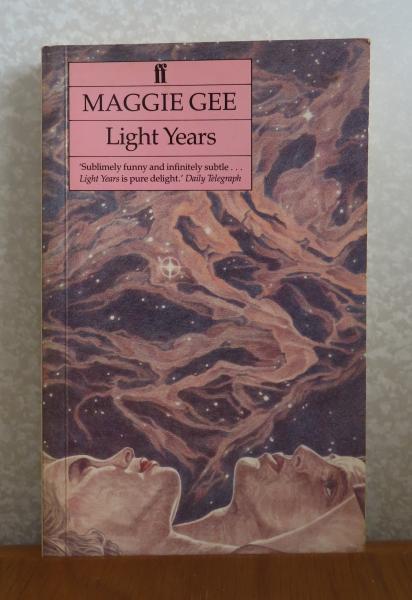 ff
MAGGIE GEE
Light Years
‘Sublimely funny and infinitely subtle . . .
Light Years is pure delight.’ Daily Telegraph